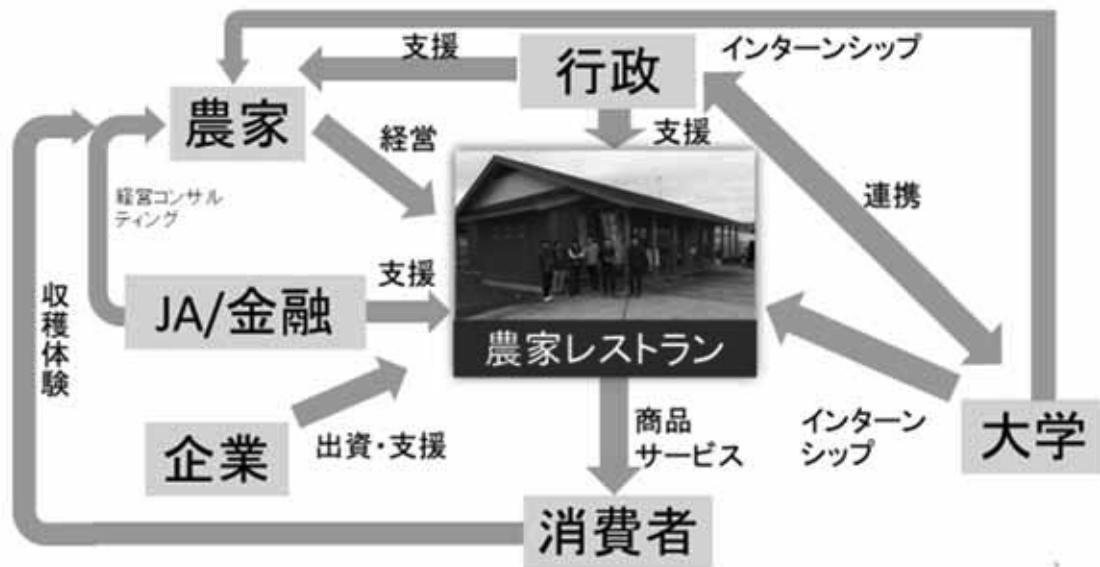 支援
行政
インターンシップ
農家
経営
支援
連携
経営コンサル
ティング
JA/金融
支援
収穫体験
農家レストラン
企業
出資・支援
商品
サービス
インターン
シップ
大学
消費者